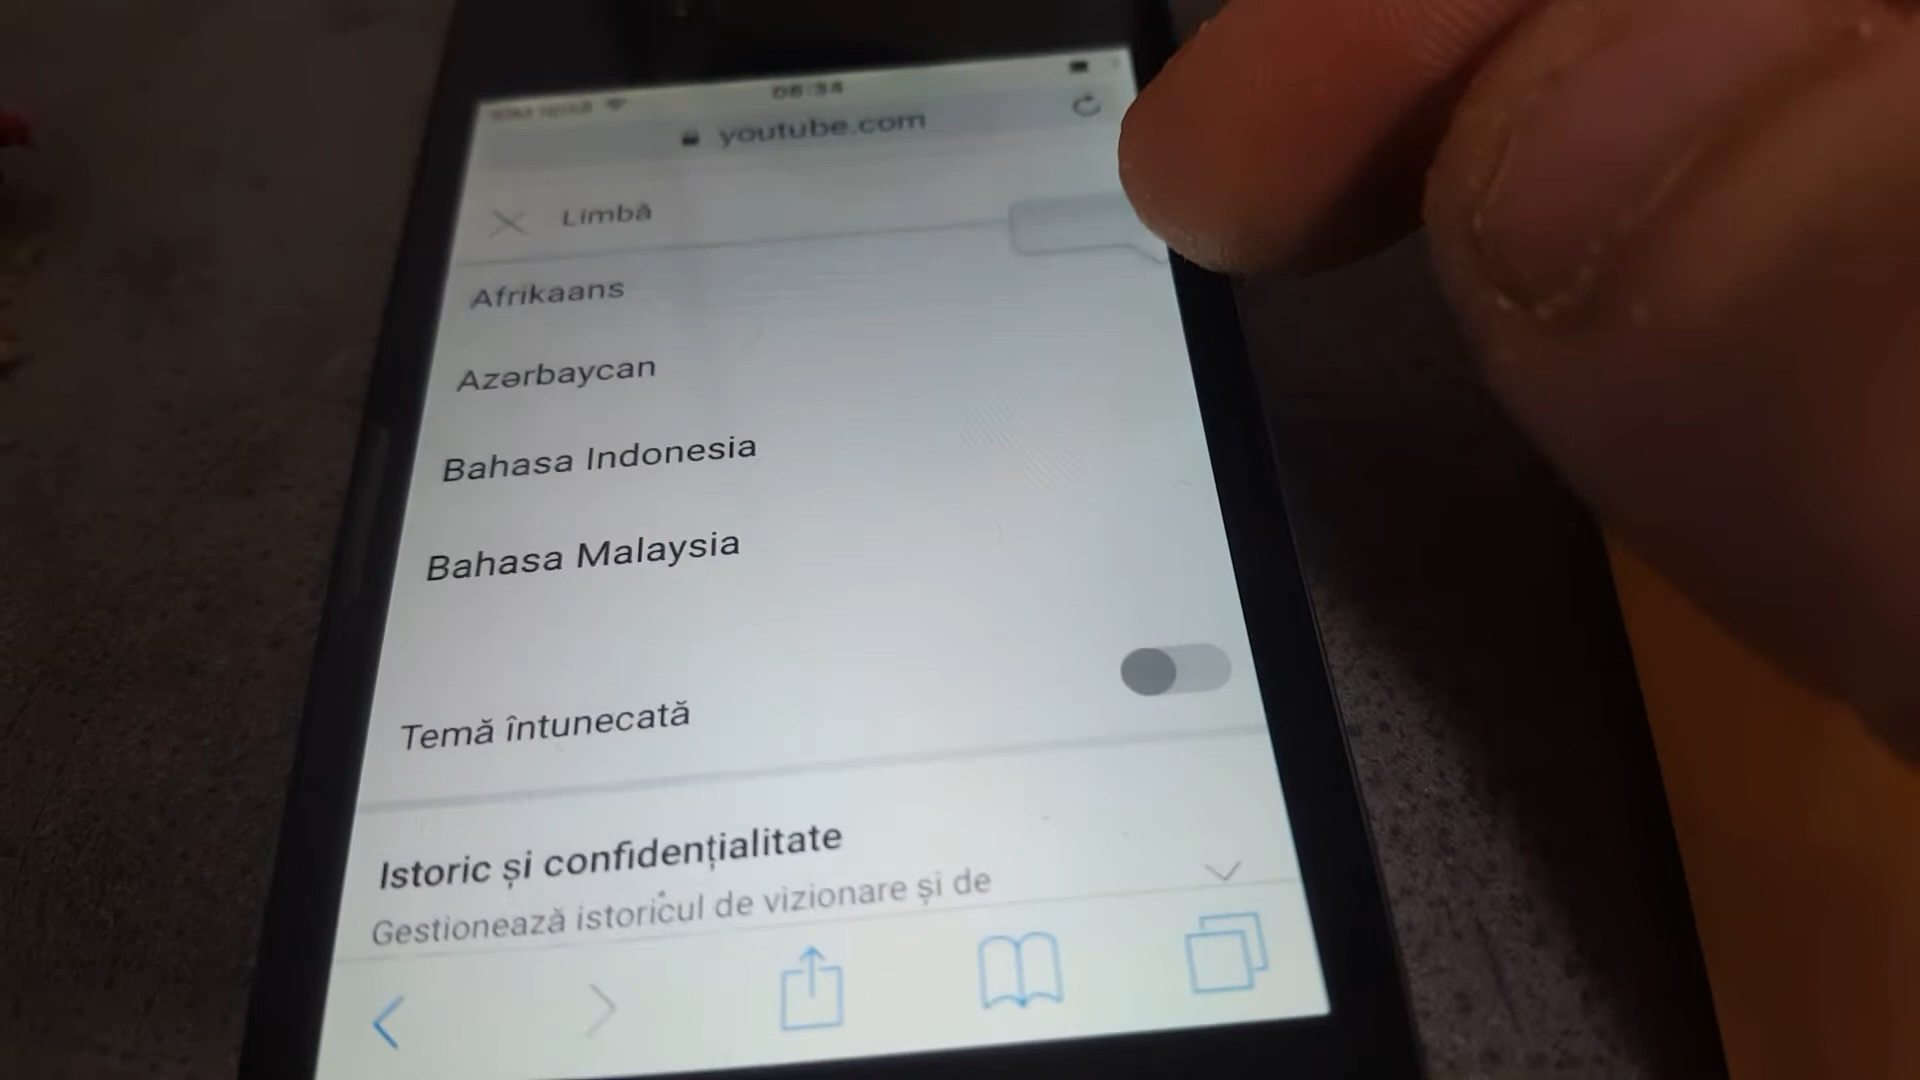 08:34
youtube.com
Limbă
Afrikaans
Azərbaycan
Bahasa Indonesia
Bahasa Malaysia
Temă întunecată
Istoric și confidențialitate
Gestionează istoricul de vizionare și de